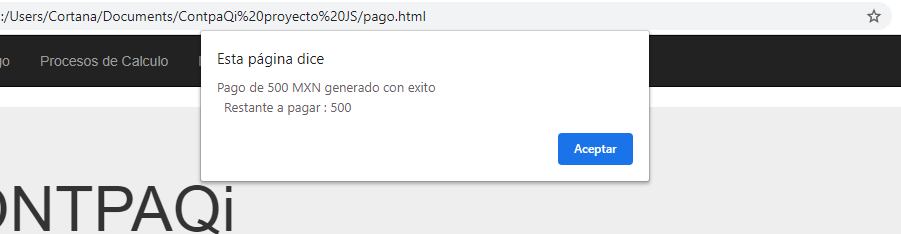 :/Users/Cortana/Documents/ContpaQi%20proyecto%20JS/pago.html
Esta página dice
go Procesos de Calculo
Pago de 500 MXN generado con exito
Restante a pagar : 500
Aceptar
ONTPAQi